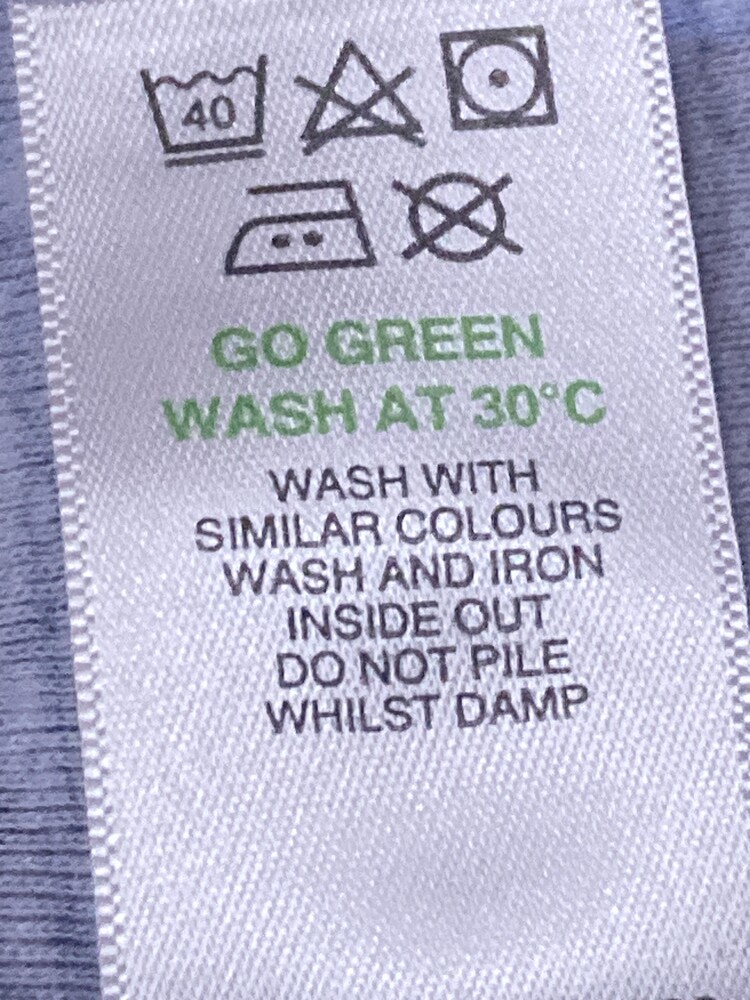 40
GO GREEN
WASH AT 30°C
WASH WITH
SIMILAR COLOURS
WASH AND IRON
INSIDE OUT
DO NOT PILE
WHILST DAMP